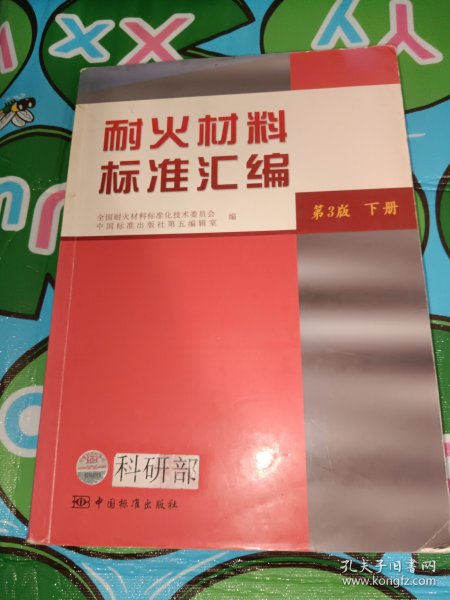 耐火材料
标准汇编
第3版 下册
全国耐火材料标准化技术委员会
中国标准出版社第五编辑室
编
科研部
中国标准出版社
孔夫子旧书网
www.kongfz.com